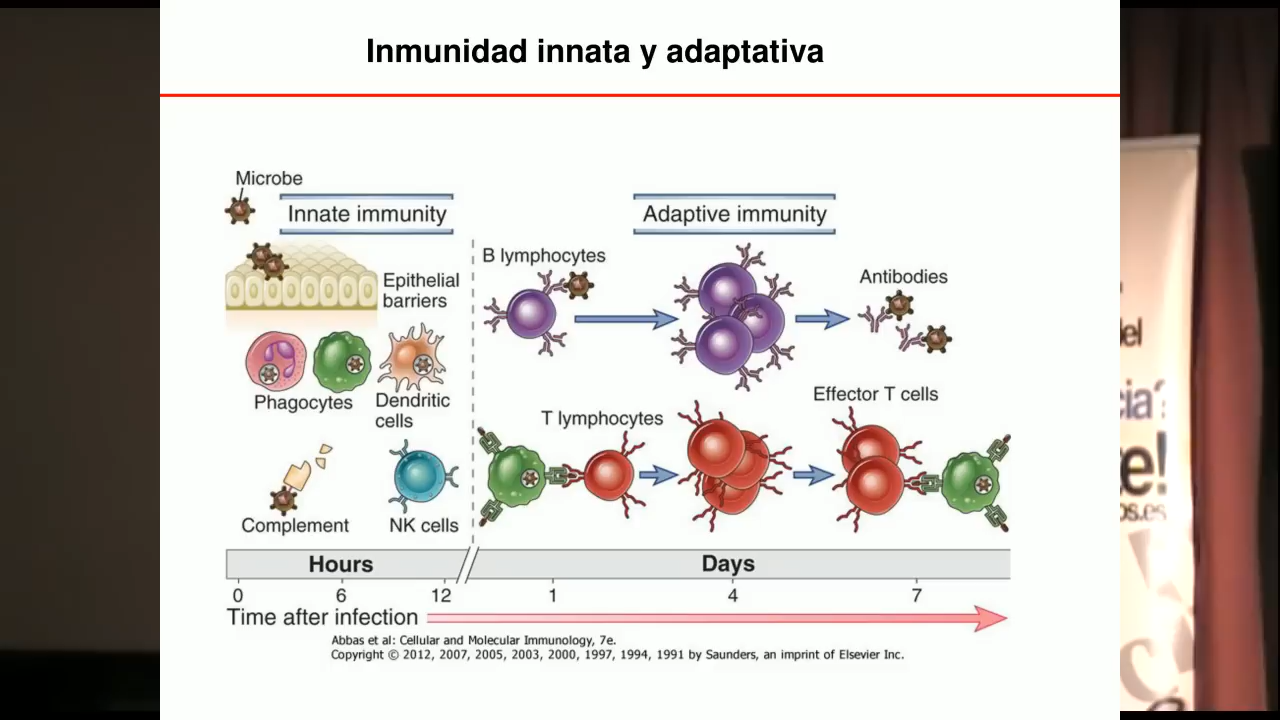 Inmunidad innata y adaptativa
Microbe
Innate immunity
Adaptive immunity
Epithelial
barriers
B lymphocytes
Antibodies
Phagocytes
Dendritic
cells
T lymphocytes
Effector T cells
Complement
NK cells
Hours
Days
0 6 12 1 4 7
Time after infection
Abbas et al: Cellular and Molecular Immunology, 7e.
Copyright © 2012, 2007, 2005, 2003, 2000, 1997, 1994, 1991 by Saunders, an imprint of Elsevier Inc.